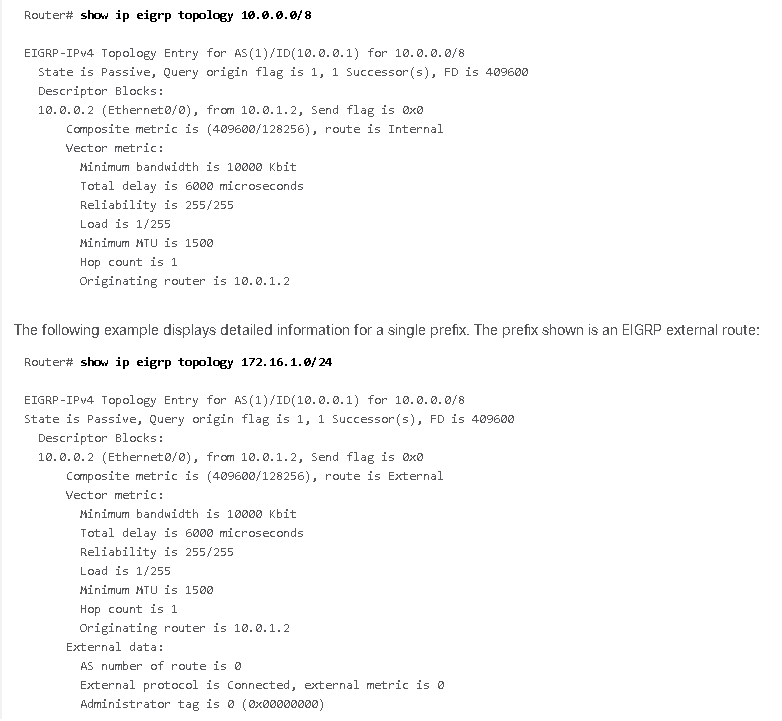 Router# show ip eigrp topology 10.0.0.0/8
EIGRP-IPv4 Topology Entry for AS(1)/ID(10.0.0.1) for 10.0.0.0/8
State is Passive, Query origin flag is 1, 1 Successor(s), FD is 409600
Descriptor Blocks:
10.0.0.2 (Ethernet0/0), from 10.0.1.2, Send flag is 0x0
Composite metric is (409600/128256), route is Internal
Vector metric:
Minimum bandwidth is 10000 Kbit
Total delay is 6000 microseconds
Reliability is 255/255
Load is 1/255
Minimum MTU is 1500
Hop count is 1
Originating router is 10.0.1.2
The following example displays detailed information for a single prefix. The prefix shown is an EIGRP external route:
Router# show ip eigrp topology 172.16.1.0/24
EIGRP-IPv4 Topology Entry for AS(1)/ID(10.0.0.1) for 10.0.0.0/8
State is Passive, Query origin flag is 1, 1 Successor(s), FD is 409600
Descriptor Blocks:
10.0.0.2 (Ethernet0/0), from 10.0.1.2, Send flag is 0x0
Composite metric is (409600/128256), route is External
Vector metric:
Minimum bandwidth is 10000 Kbit
Total delay is 6000 microseconds
Reliability is 255/255
Load is 1/255
Minimum MTU is 1500
Hop count is 1
Originating router is 10.0.1.2
External data:
AS number of route is 0
External protocol is Connected, external metric is 0
Administrator tag is 0 (0x00000000)